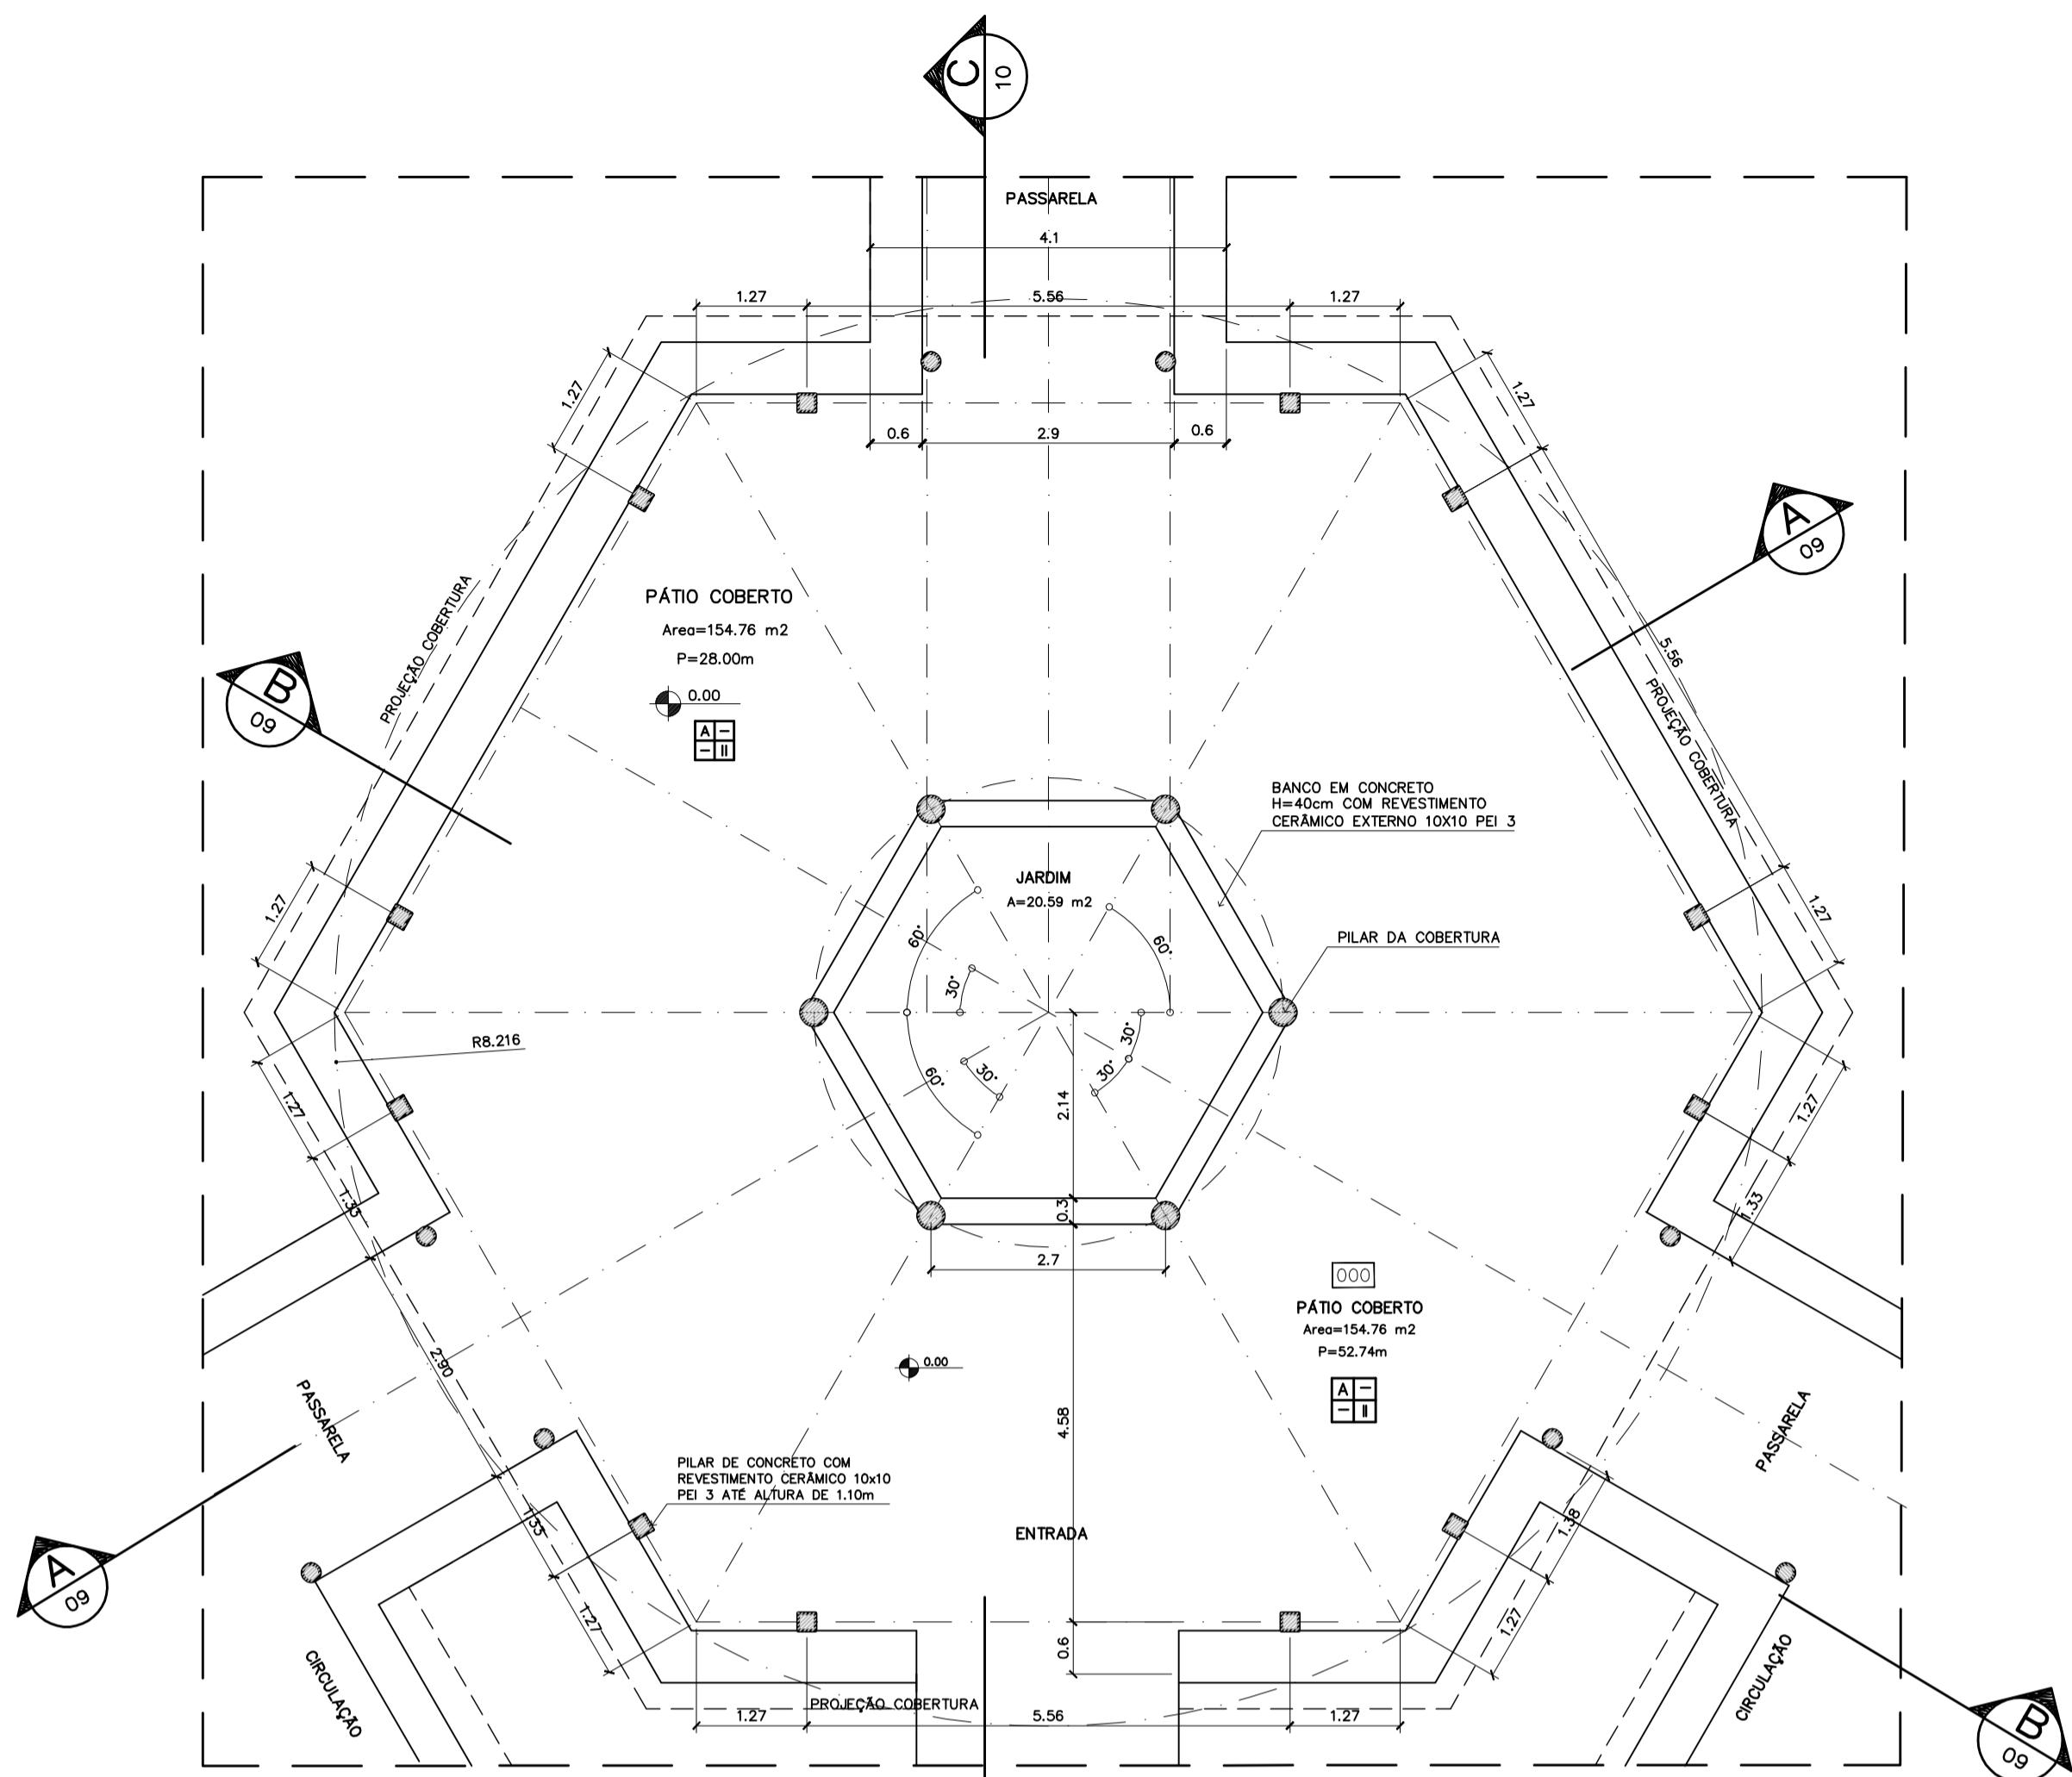 C
10
PASSARELA
4.1
1.27
5.56
1.27
1.27
1.27
0.6
2.9
0.6
A
09
PÁTIO COBERTO
Area=154.76 m2
P=28.00m
0.00
A
PROJEÇÃO COBERTURA
5.56
PROJEÇÃO COBERTURA
B
09
BANCO EM CONCRETO
H=40cm COM REVESTIMENTO
CERÂMICO EXTERNO 10X10 PEI 3
JARDIM
A=20.59 m2
1.27
1.27
60°
60°
PILAR DA COBERTURA
30°
R8.216
30°
60°
30°
30°
2.14
1.27
1.27
1.33
1.33
0.3
2.7
000
PÁTIO COBERTO
Area=154.76 m2
P=52.74m
A
2.90
0.00
PASSARELA
PASSARELA
4.58
PILAR DE CONCRETO COM
REVESTIMENTO CERÂMICO 10x10
PEI 3 ATÉ ALTURA DE 1.10m
1.33
1.38
ENTRADA
A
09
1.27
1.27
0.6
CIRCULAÇÃO
CIRCULAÇÃO
PROJEÇÃO COBERTURA
1.27
5.56
1.27
B
09